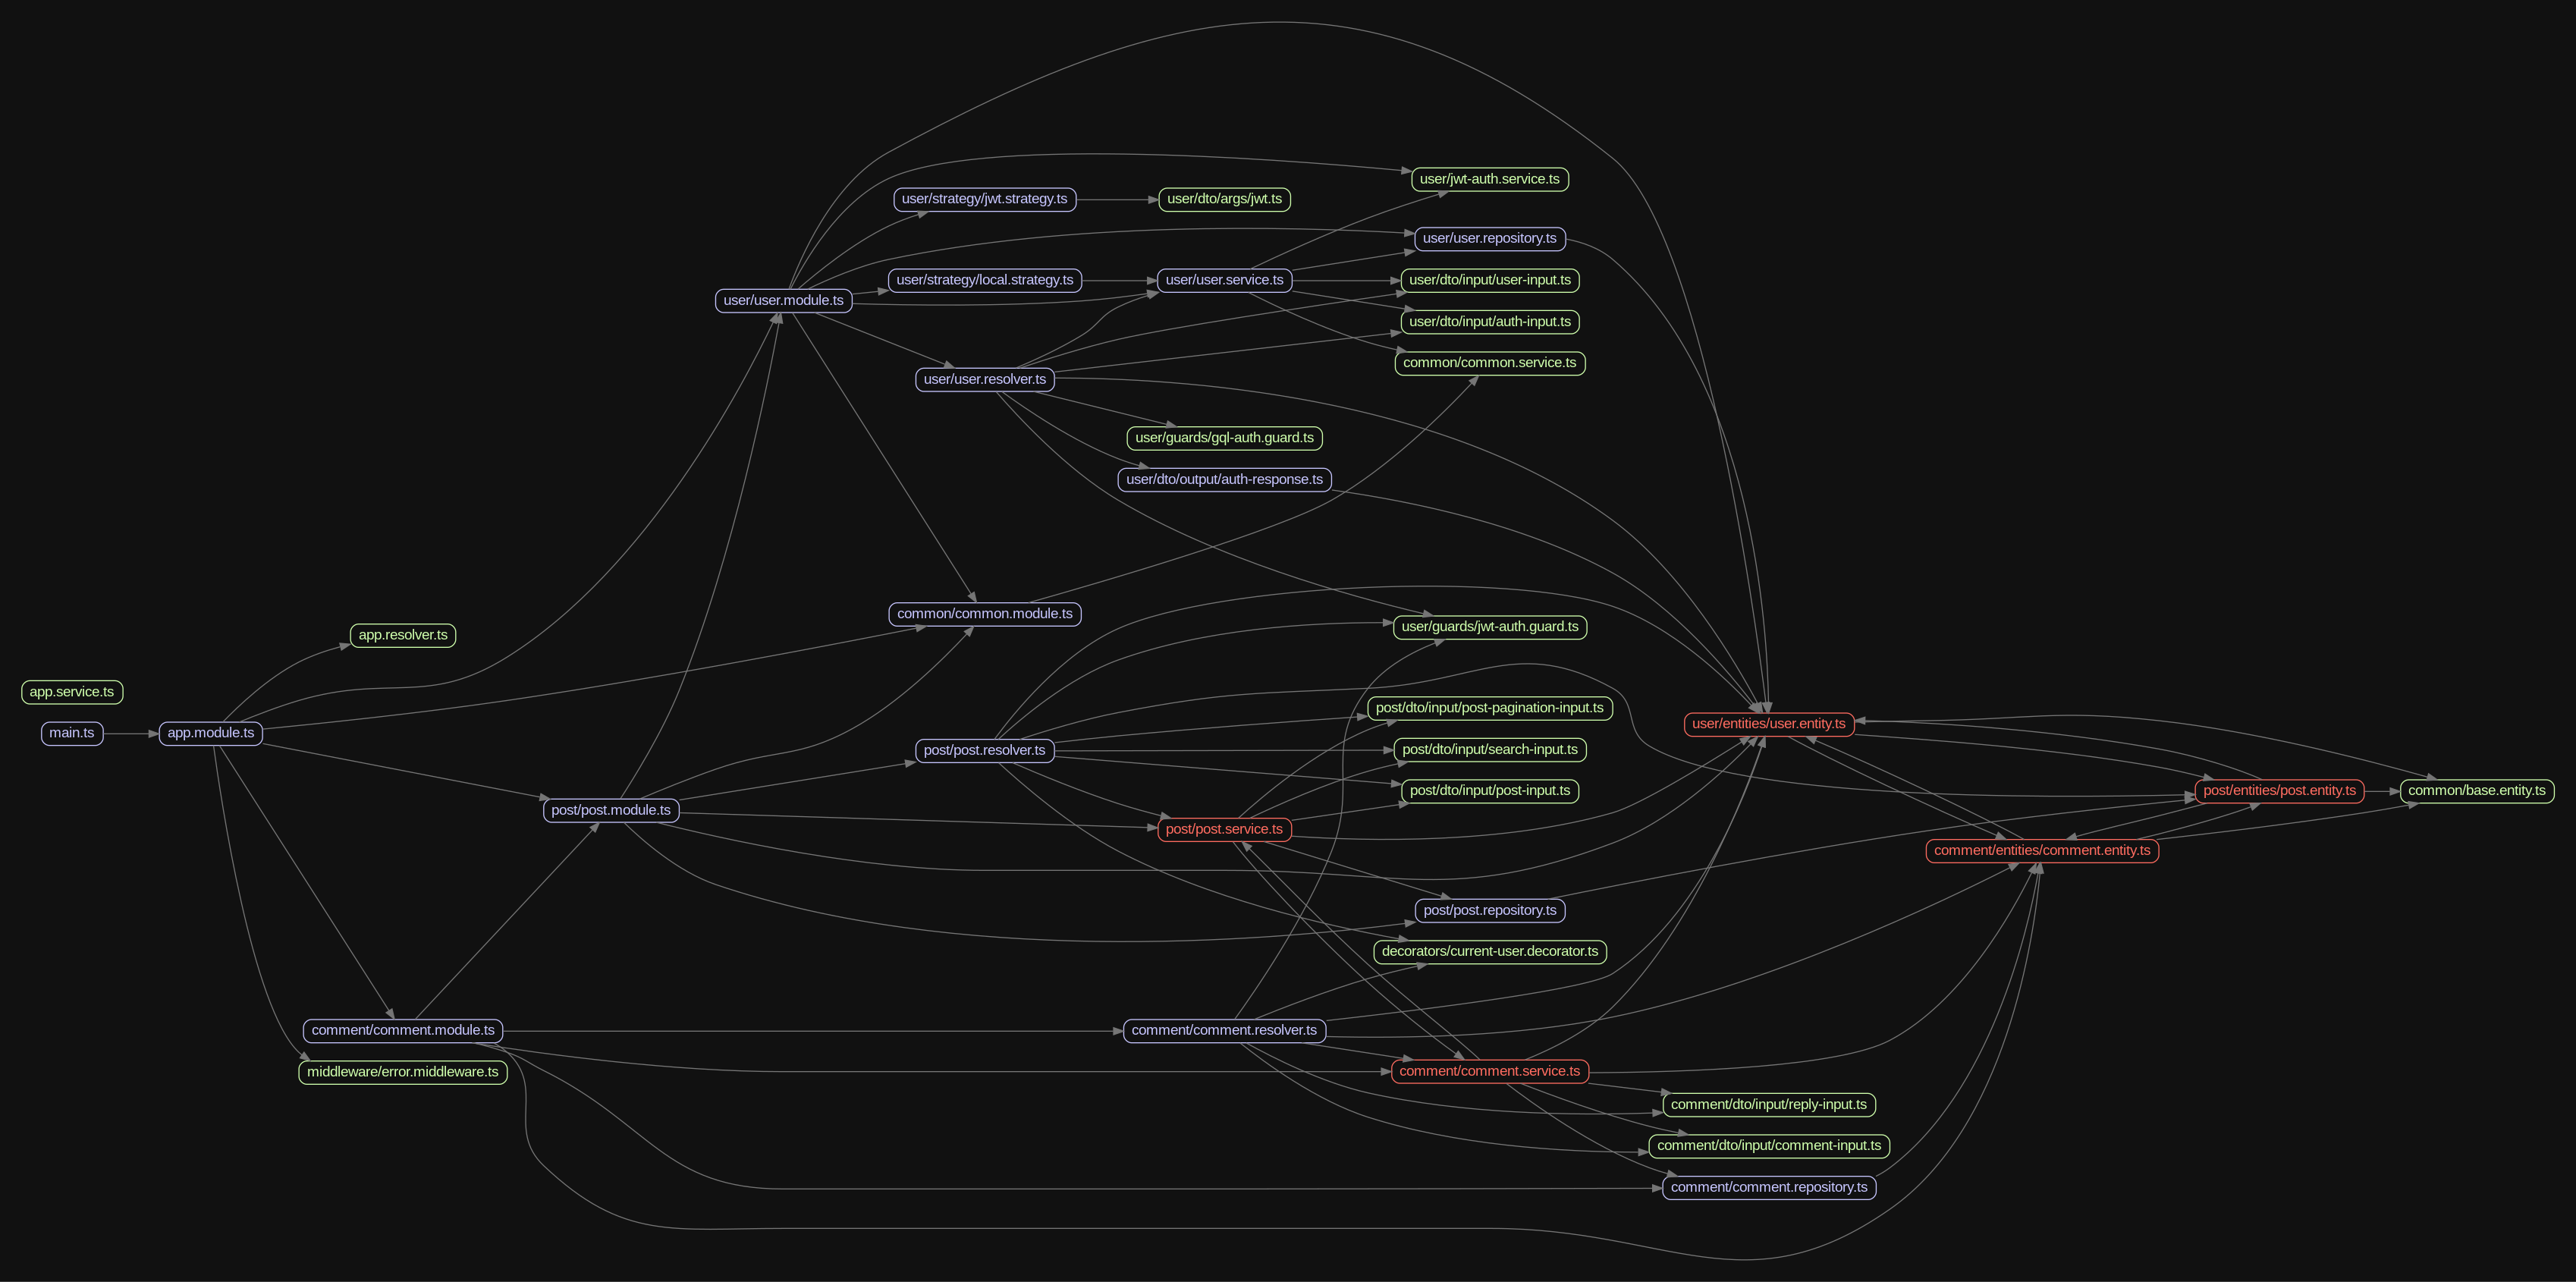 user/jwt-auth.service.ts
user/strategy/jwt.strategy.ts
user/dto/args/jwt.ts
user/user.repository.ts
user/strategy/local.strategy.ts
user/user.service.ts
user/dto/input/user-input.ts
user/user.module.ts
user/dto/input/auth-input.ts
common/common.service.ts
user/user.resolver.ts
user/guards/gql-auth.guard.ts
user/dto/output/auth-response.ts
common/common.module.ts
user/guards/jwt-auth.guard.ts
app.resolver.ts
app.service.ts
post/dto/input/post-pagination-input.ts
user/entities/user.entity.ts
main.ts
app.module.ts
post/post.resolver.ts
post/dto/input/search-input.ts
post/dto/input/post-input.ts
post/entities/post.entity.ts
common/base.entity.ts
post/post.module.ts
post/post.service.ts
comment/entities/comment.entity.ts
post/post.repository.ts
decorators/current-user.decorator.ts
comment/comment.module.ts
comment/comment.resolver.ts
middleware/error.middleware.ts
comment/comment.service.ts
comment/dto/input/reply-input.ts
comment/dto/input/comment-input.ts
comment/comment.repository.ts